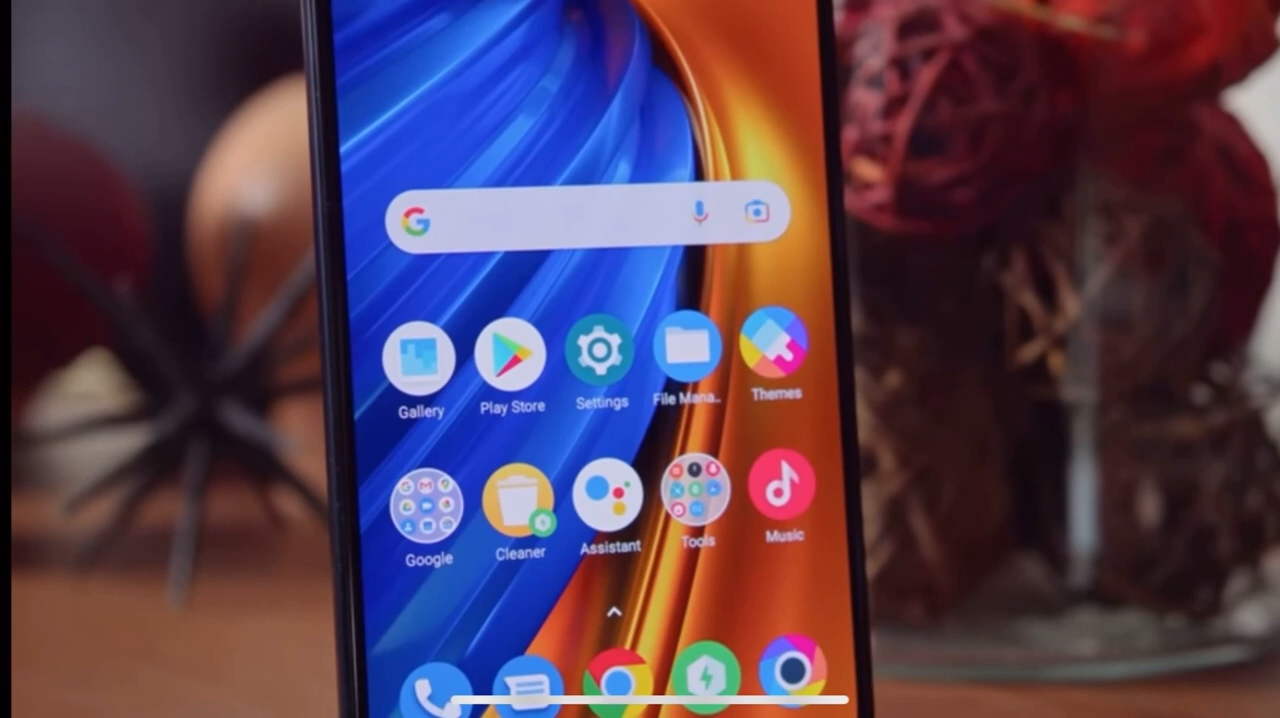 Gallery
Play Store
Settings
File Mana..
Themes
Google
Cleaner
Assistant
Tools
Music